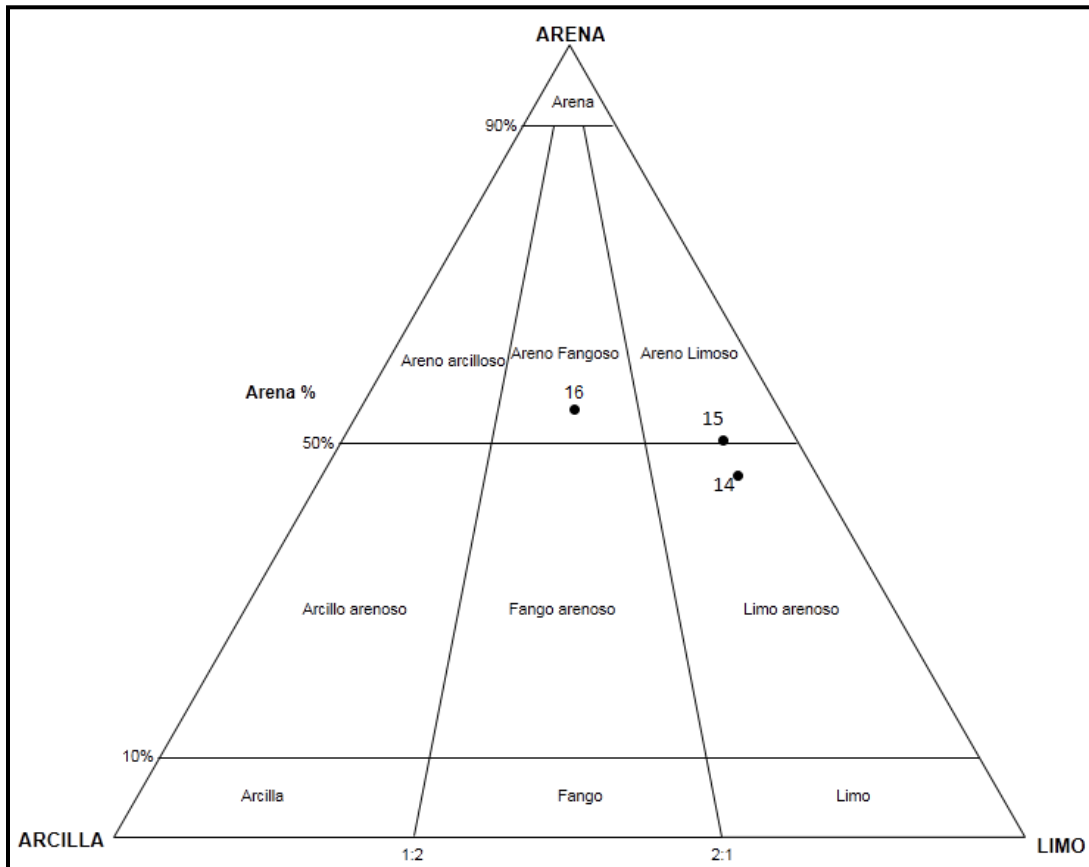 ARENA
Arena
90%
Areno arcilloso
Areno Fangoso
Areno Limoso
Arena %
16
15
50%
14
Arcillo arenoso
Fango arenoso
Limo arenoso
10%
Arcilla
Fango
Limo
ARCILLA
LIMO
1:2
2:1